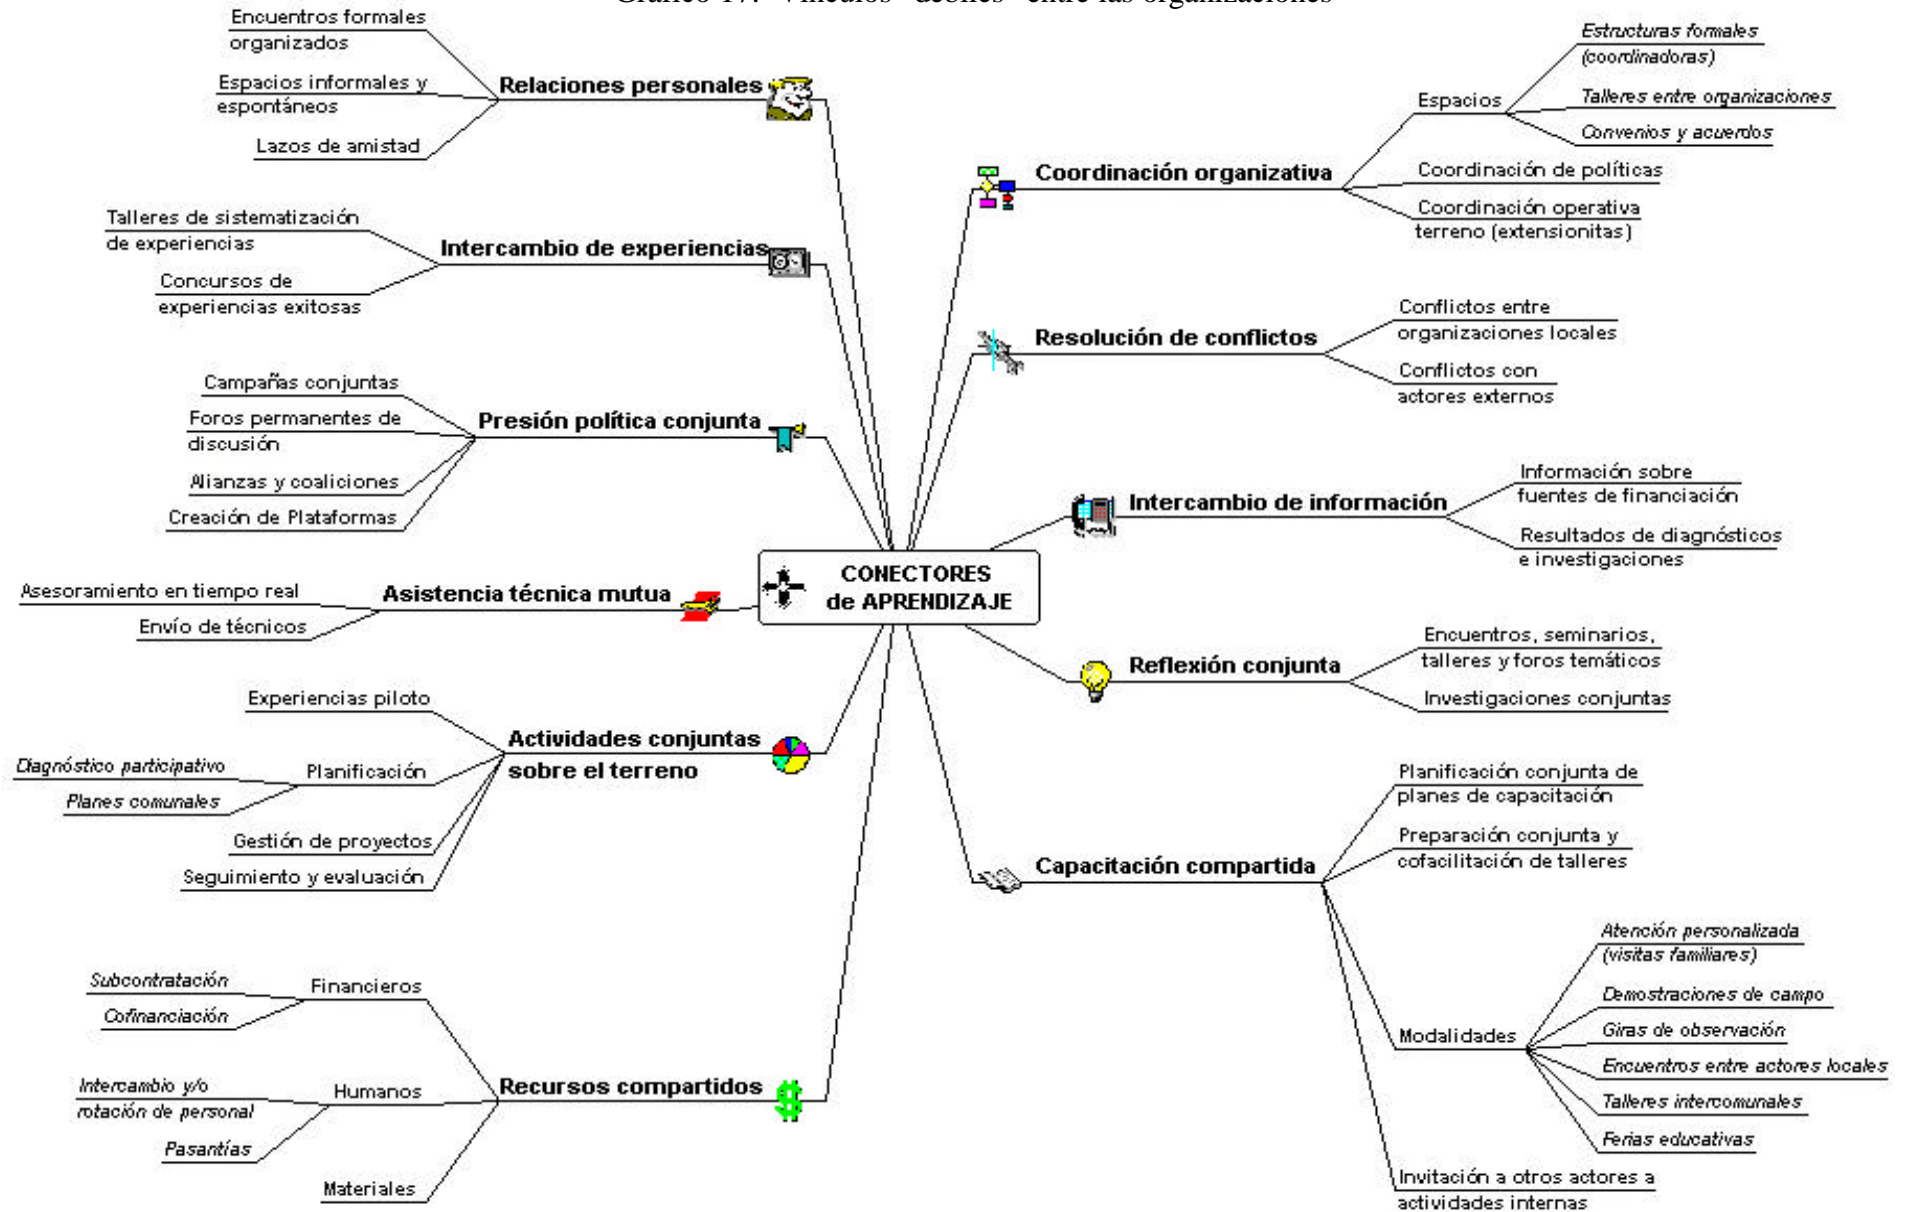 Gráfico 17. "Vínculos "débiles" entre las organizaciones"
Encuentros formales
organizados
Espacios informales y
espontáneos
Lazos de amistad
Relaciones personales
Talleres de sistematización
de experiencias
Concursos de
experiencias exitosas
Intercambio de experiencias
Campañas conjuntas
Foros permanentes de
discusión
Alianzas y coaliciones
Creación de Plataformas
Presión política conjunta
Asesoramiento en tiempo real
Envío de técnicos
Asistencia técnica mutua
Experiencias piloto
Diagnóstico participativo
Planes comunales
Planificación
Gestión de proyectos
Seguimiento y evaluación
Actividades conjuntas
sobre el terreno
Subcontratación
Cofinanciación
Financieros
Intercambio y/o
rotación de personal
Pasantías
Humanos
Materiales
Recursos compartidos
CONECTORES
de APRENDIZAJE
Coordinación organizativa
Espacios
Estructuras formales
(coordinadoras)
Talleres entre organizaciones
Convenios y acuerdos
Coordinación de políticas
Coordinación operativa
terreno (extensionitas)
Resolución de conflictos
Conflictos entre
organizaciones locales
Conflictos con
actores externos
Intercambio de información
Información sobre
fuentes de financiación
Resultados de diagnósticos
e investigaciones
Reflexión conjunta
Encuentros, seminarios,
talleres y foros temáticos
Investigaciones conjuntas
Capacitación compartida
Planificación conjunta de
planes de capacitación
Preparación conjunta y
cofacilitación de talleres
Modalidades
Atención personalizada
(visitas familiares)
Demostraciones de campo
Giras de observación
Encuentros entre actores locales
Talleres intercomunales
Ferias educativas
Invitación a otros actores a
actividades internas